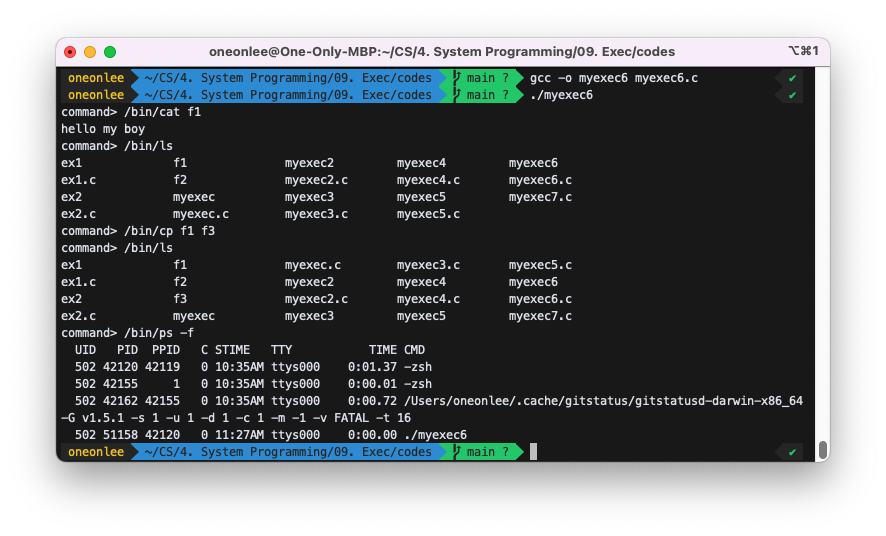 oneonlee@One-Only-MBP:~/CS/4. System Programming/09. Exec/codes ⌥⌘1
oneonlee ~/CS/4. System Programming/09. Exec/codes main ? gcc -o myexec6 myexec6.c ✔
oneonlee ~/CS/4. System Programming/09. Exec/codes main ? ./myexec6 ✔
command> /bin/cat f1
hello my boy
command> /bin/ls
ex1 f1 myexec2 myexec4 myexec6
ex1.c f2 myexec2.c myexec4.c myexec6.c
ex2 myexec myexec3 myexec5 myexec7.c
ex2.c myexec.c myexec3.c myexec5.c
command> /bin/cp f1 f3
command> /bin/ls
ex1 f1 myexec.c myexec3.c myexec5.c
ex1.c f2 myexec2 myexec4 myexec6
ex2 f3 myexec2.c myexec4.c myexec6.c
ex2.c myexec myexec3 myexec5 myexec7.c
command> /bin/ps -f
UID PID PPID C STIME TTY TIME CMD
502 42120 42119 0 10:35AM ttys000 0:01.37 -zsh
502 42155 1 0 10:35AM ttys000 0:00.01 -zsh
502 42162 42155 0 10:35AM ttys000 0:00.72 /Users/oneonlee/.cache/gitstatus/gitstatusd-darwin-x86_64
-G v1.5.1 -s 1 -u 1 -d 1 -c 1 -m -1 -v FATAL -t 16
502 51158 42120 0 11:27AM ttys000 0:00.00 ./myexec6
oneonlee ~/CS/4. System Programming/09. Exec/codes main ? ✔